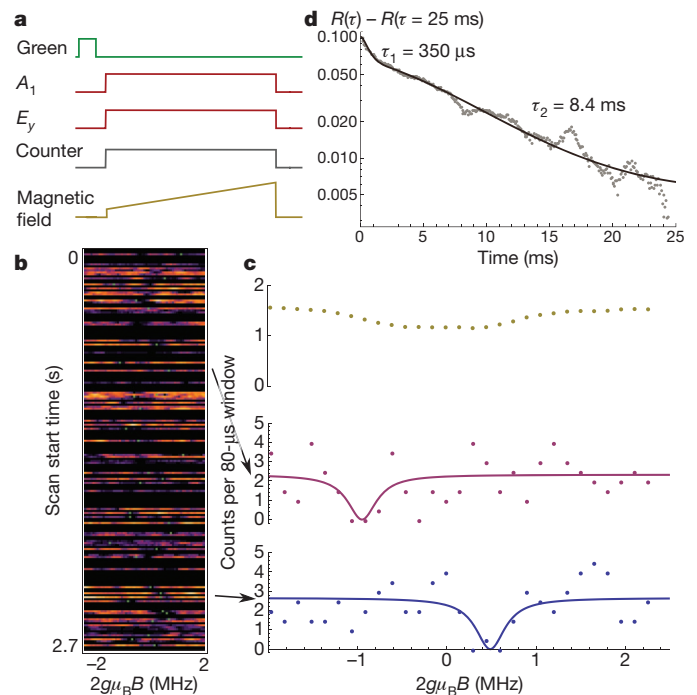 a
Green
A1
Ey
Counter
Magnetic
field
d R(τ) − R(τ = 25 ms)
0.100
0.050
0.020
0.010
0.005
τ1 = 350 μs
τ2 = 8.4 ms
0 5 10 15 20 25
Time (ms)
b
0
Scan start time (s)
2.7
−2 2
2gμBB (MHz)
c
2
1
0
Counts per 80-μs window
5
4
3
2
1
0
5
4
3
2
1
0
−1 0 1 2
2gμBB (MHz)